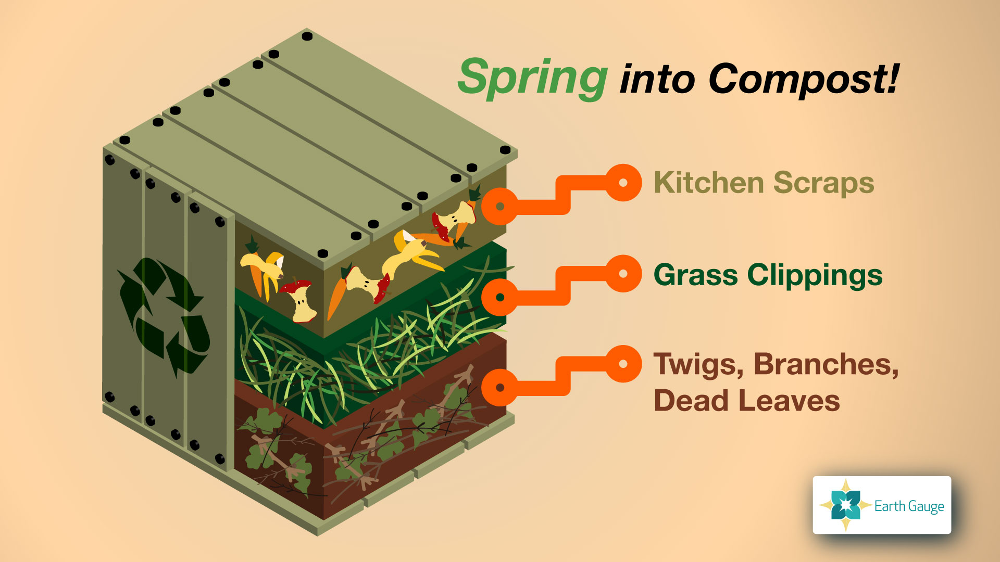 Spring into Compost!
Kitchen Scraps
Grass Clippings
Twigs, Branches,
Dead Leaves
Earth Gauge